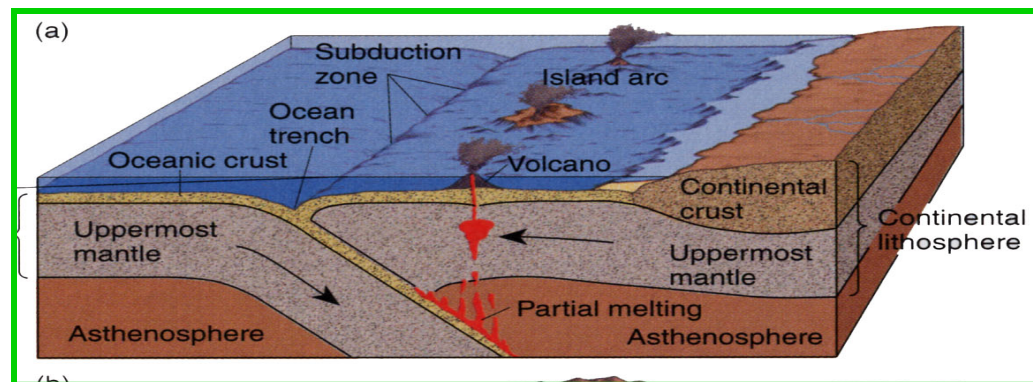 (a)
Subduction
zone
Island arc
Ocean
trench
Oceanic crust
Volcano
Continental
crust
Continental
lithosphere
Uppermost
mantle
Uppermost
mantle
Partial melting
Asthenosphere
Asthenosphere